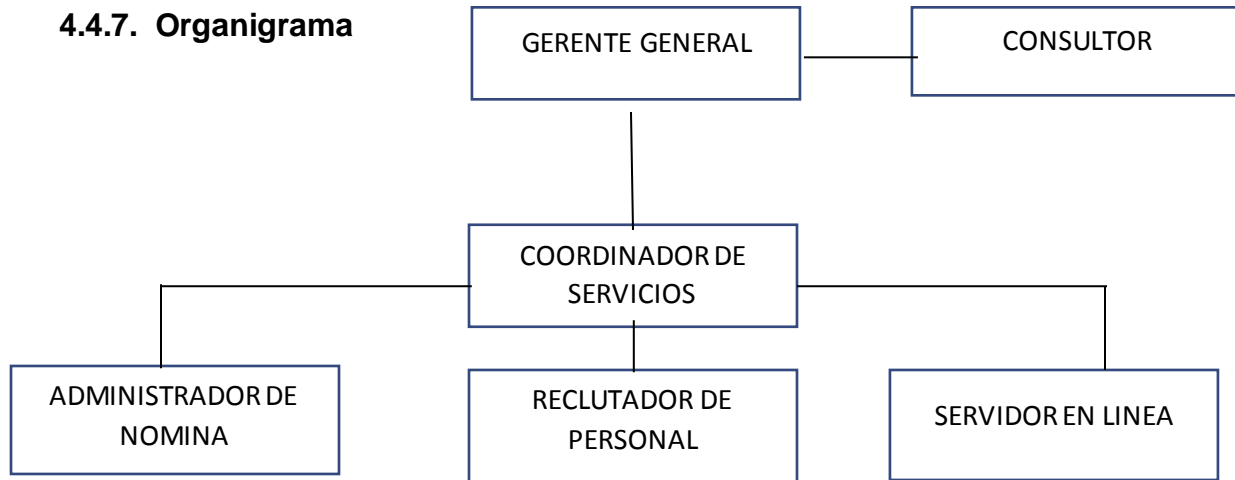 4.4.7. Organigrama
GERENTE GENERAL
CONSULTOR
COORDINADOR DE
SERVICIOS
ADMINISTRADOR DE
NOMINA
RECLUTADOR DE
PERSONAL
SERVIDOR EN LINEA